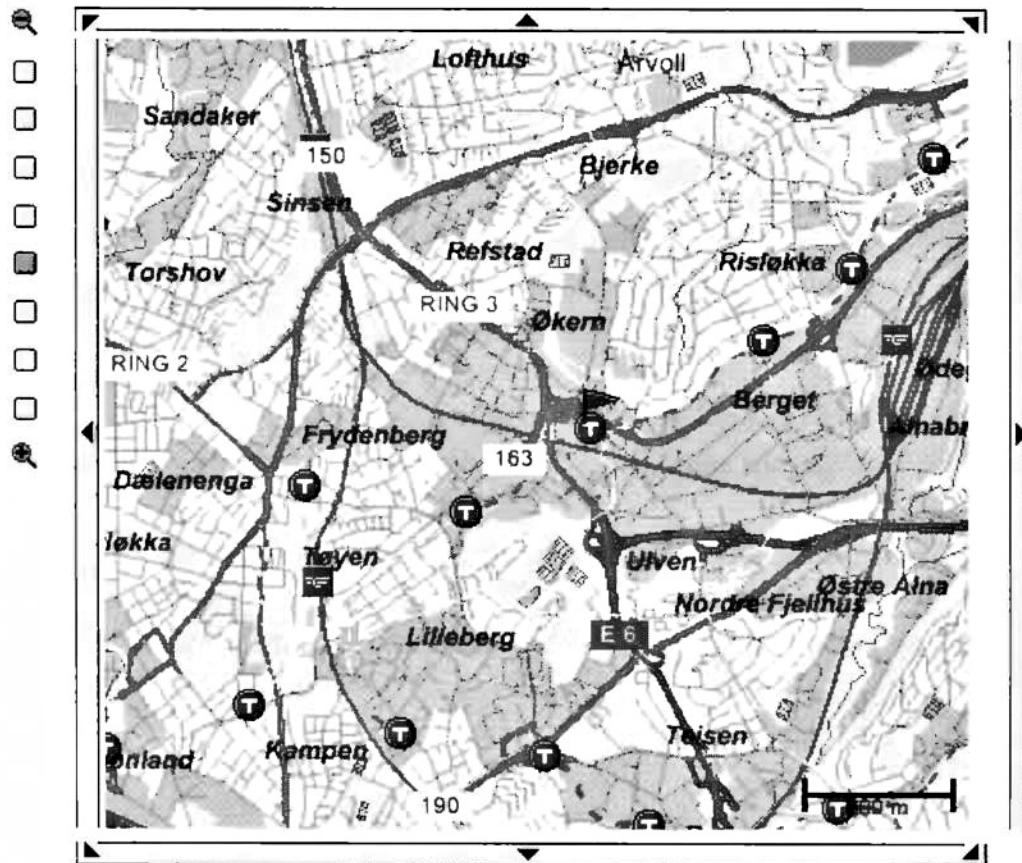 Lofthus
Årvoll
Sandaker
150
Bjerke
T
Sinsen
Refstad
Risløkka
T
Torshov
RING 3
Økern
T
RING 2
Berget
T
Frydenberg
163
Dælenenga
T
T
løkka
Tøyen
Ulven
Østre Alna
Nordre Fjellhus
Lilleberg
E 6
T
T
Teisen
Kampen
T
ønland
190
T
T